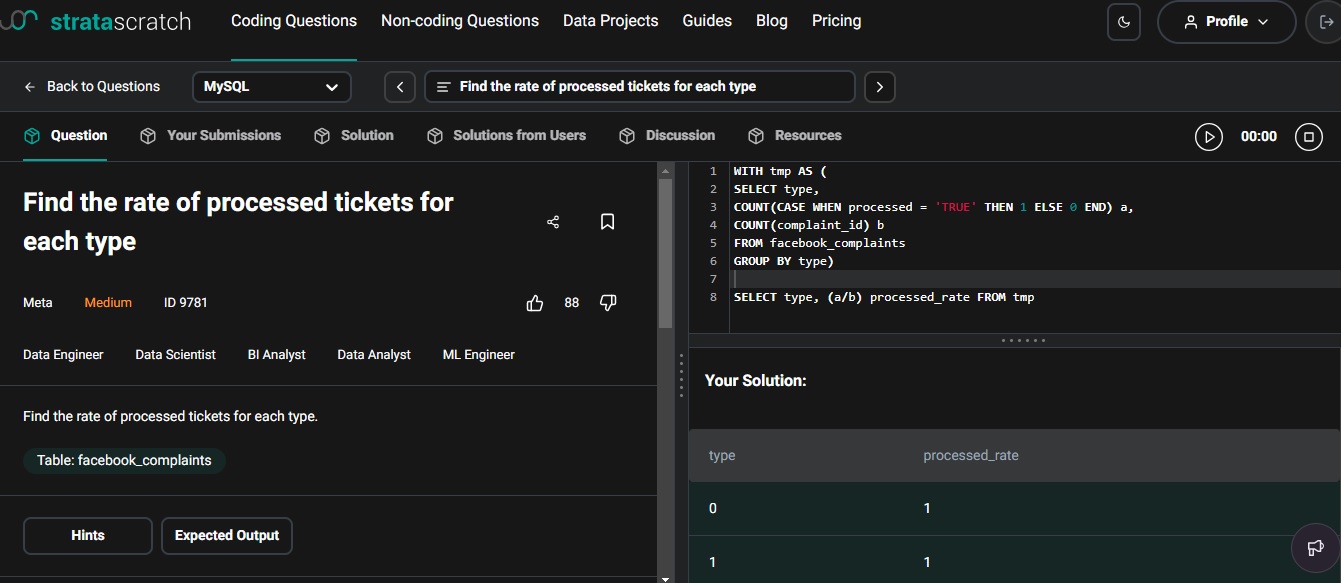 stratascratch
Coding Questions Non-coding Questions Data Projects Guides Blog Pricing
Profile
Back to Questions
MySQL
Find the rate of processed tickets for each type
Question Your Submissions Solution Solutions from Users Discussion Resources
00:00
Find the rate of processed tickets for
each type
Meta Medium ID 9781
88
Data Engineer Data Scientist BI Analyst Data Analyst ML Engineer
Find the rate of processed tickets for each type.
Table: facebook_complaints
Hints Expected Output
1 WITH tmp AS (
2 SELECT type,
3 COUNT(CASE WHEN processed = 'TRUE' THEN 1 ELSE 0 END) a,
4 COUNT(complaint_id) b
5 FROM facebook_complaints
6 GROUP BY type)
7
8 SELECT type, (a/b) processed_rate FROM tmp
Your Solution:
type processed_rate
0 1
1 1